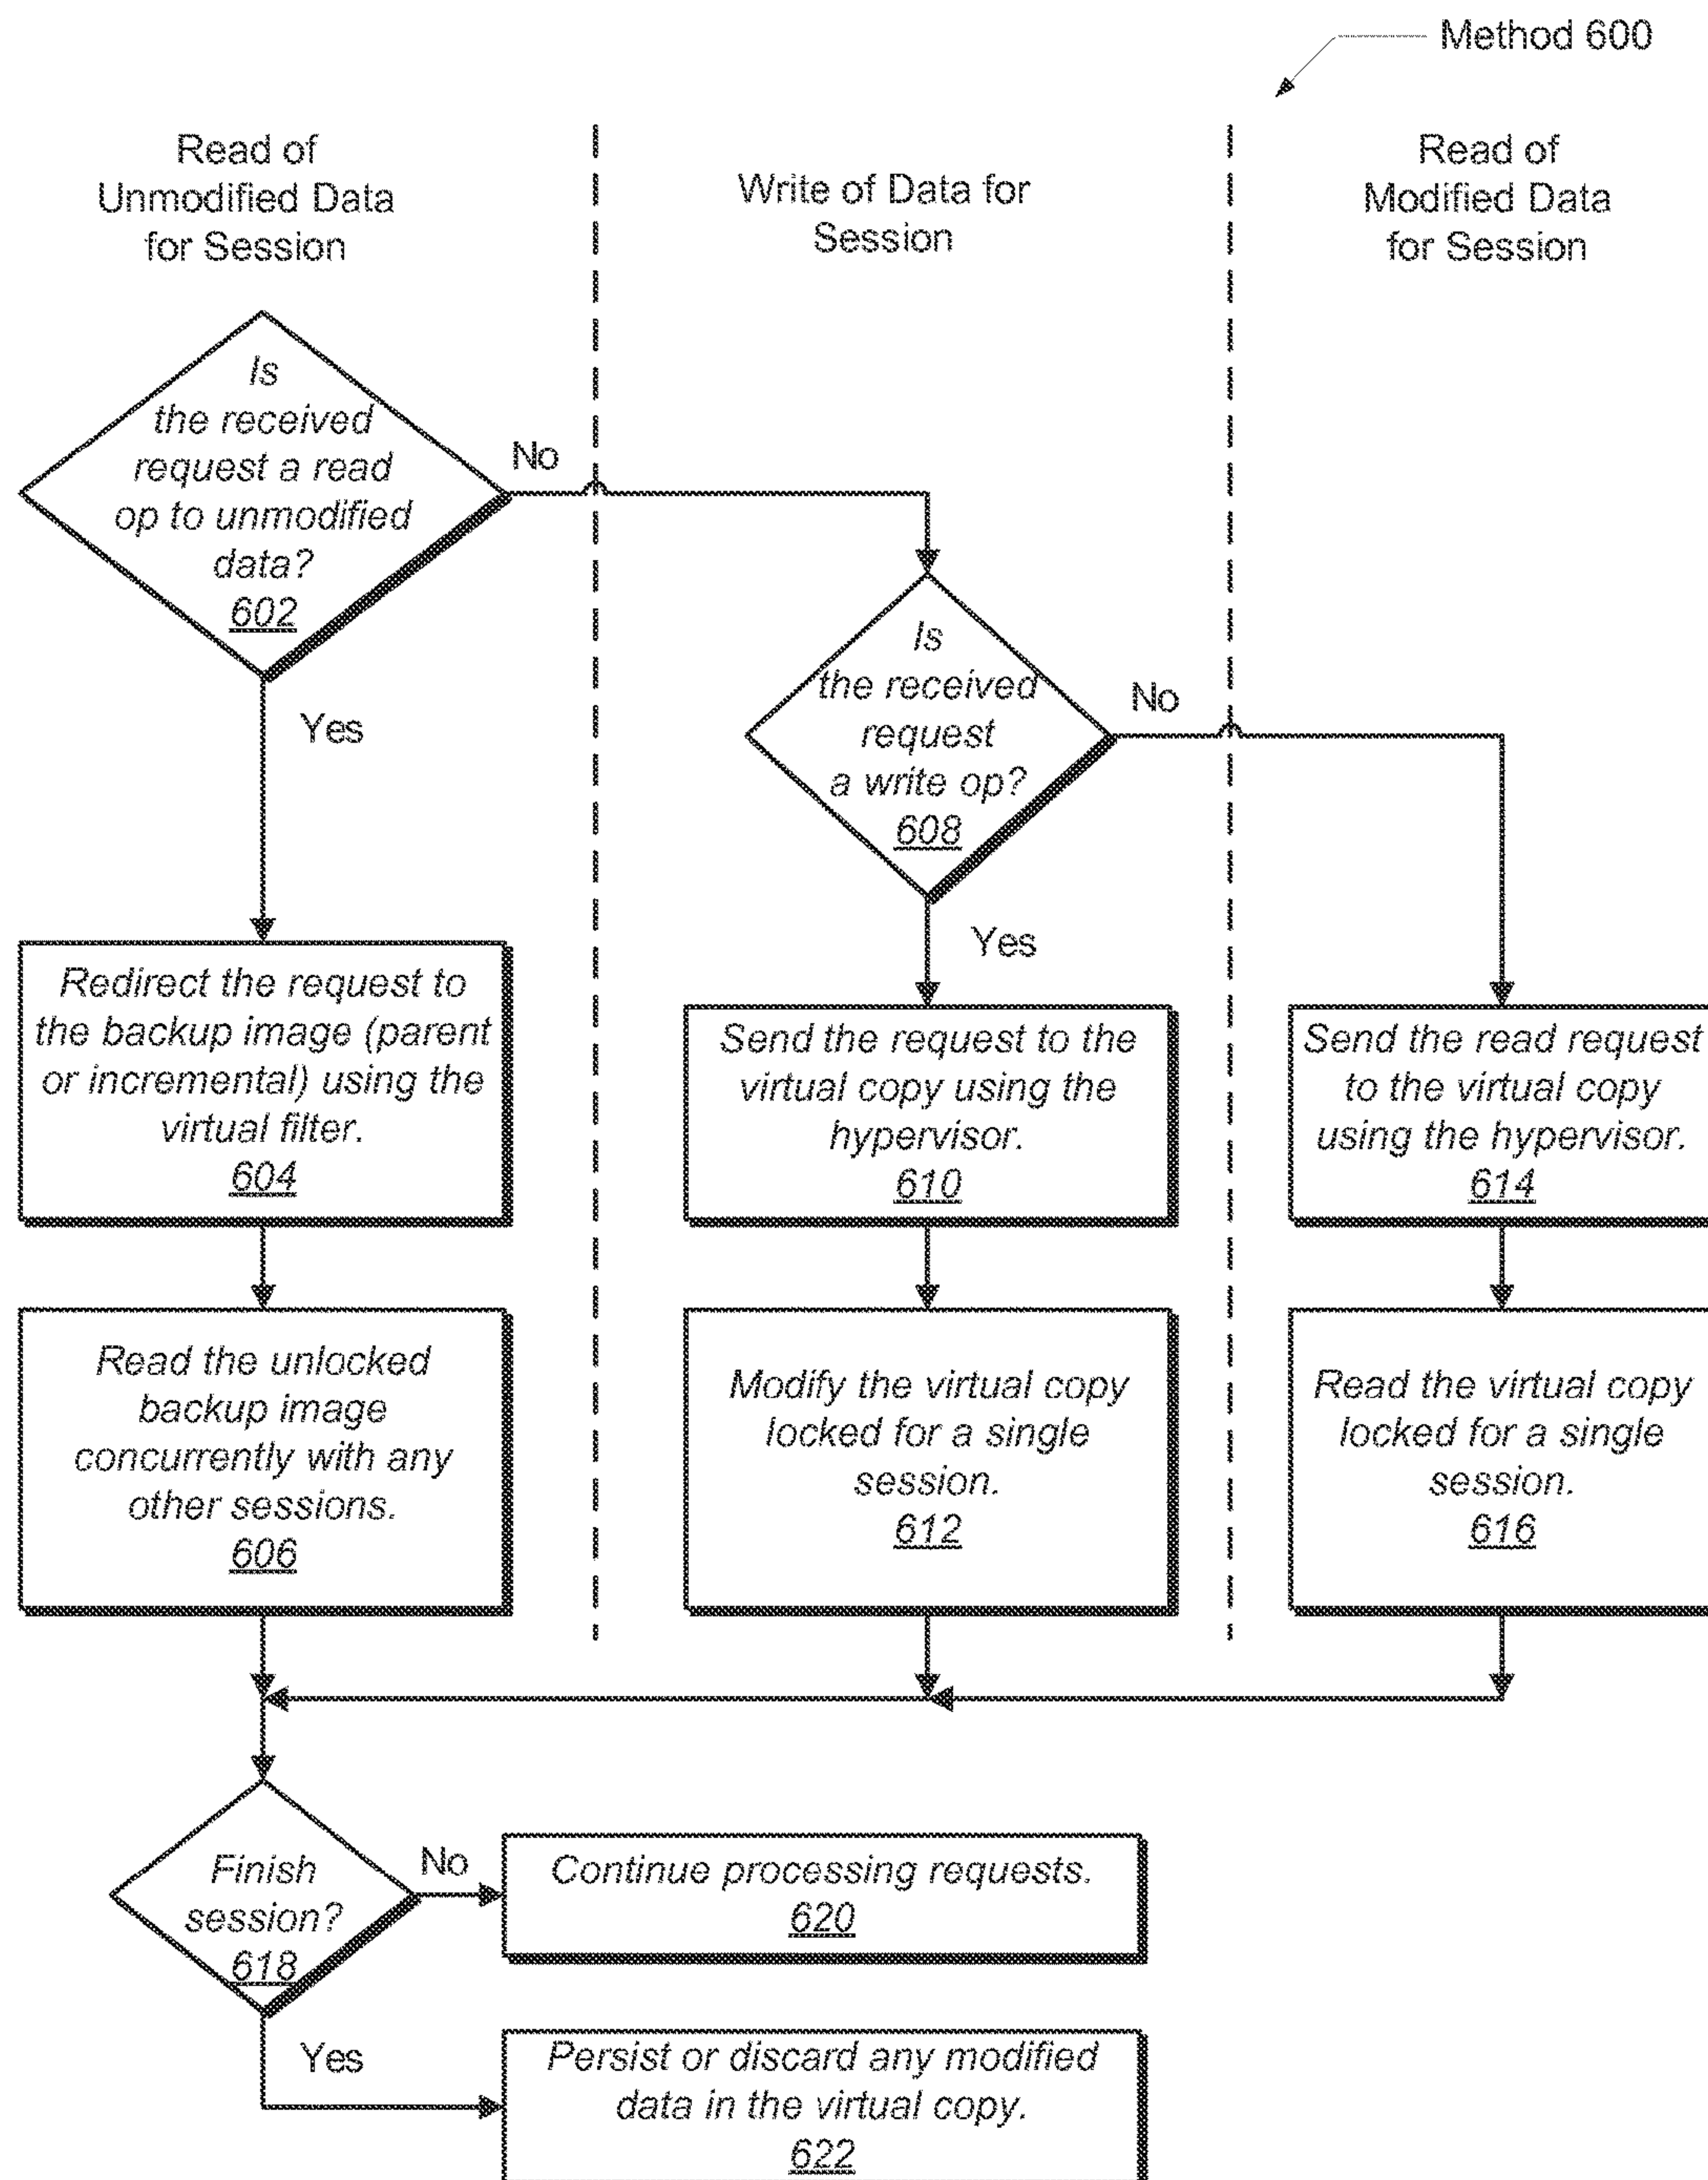 Method 600
Read of
Unmodified Data
for Session
Write of Data for
Session
Read of
Modified Data
for Session
Is
the received
request a read
op to unmodified
data?
602
No
Yes
Is
the received
request
a write op?
608
No
Yes
Redirect the request to
the backup image (parent
or incremental) using the
virtual filter.
604
Send the request to the
virtual copy using the
hypervisor.
610
Send the read request
to the virtual copy
using the hypervisor.
614
Read the unlocked
backup image
concurrently with any
other sessions.
606
Modify the virtual copy
locked for a single
session.
612
Read the virtual copy
locked for a single
session.
616
Finish
session?
618
No
Continue processing requests.
620
Yes
Persist or discard any modified
data in the virtual copy.
622